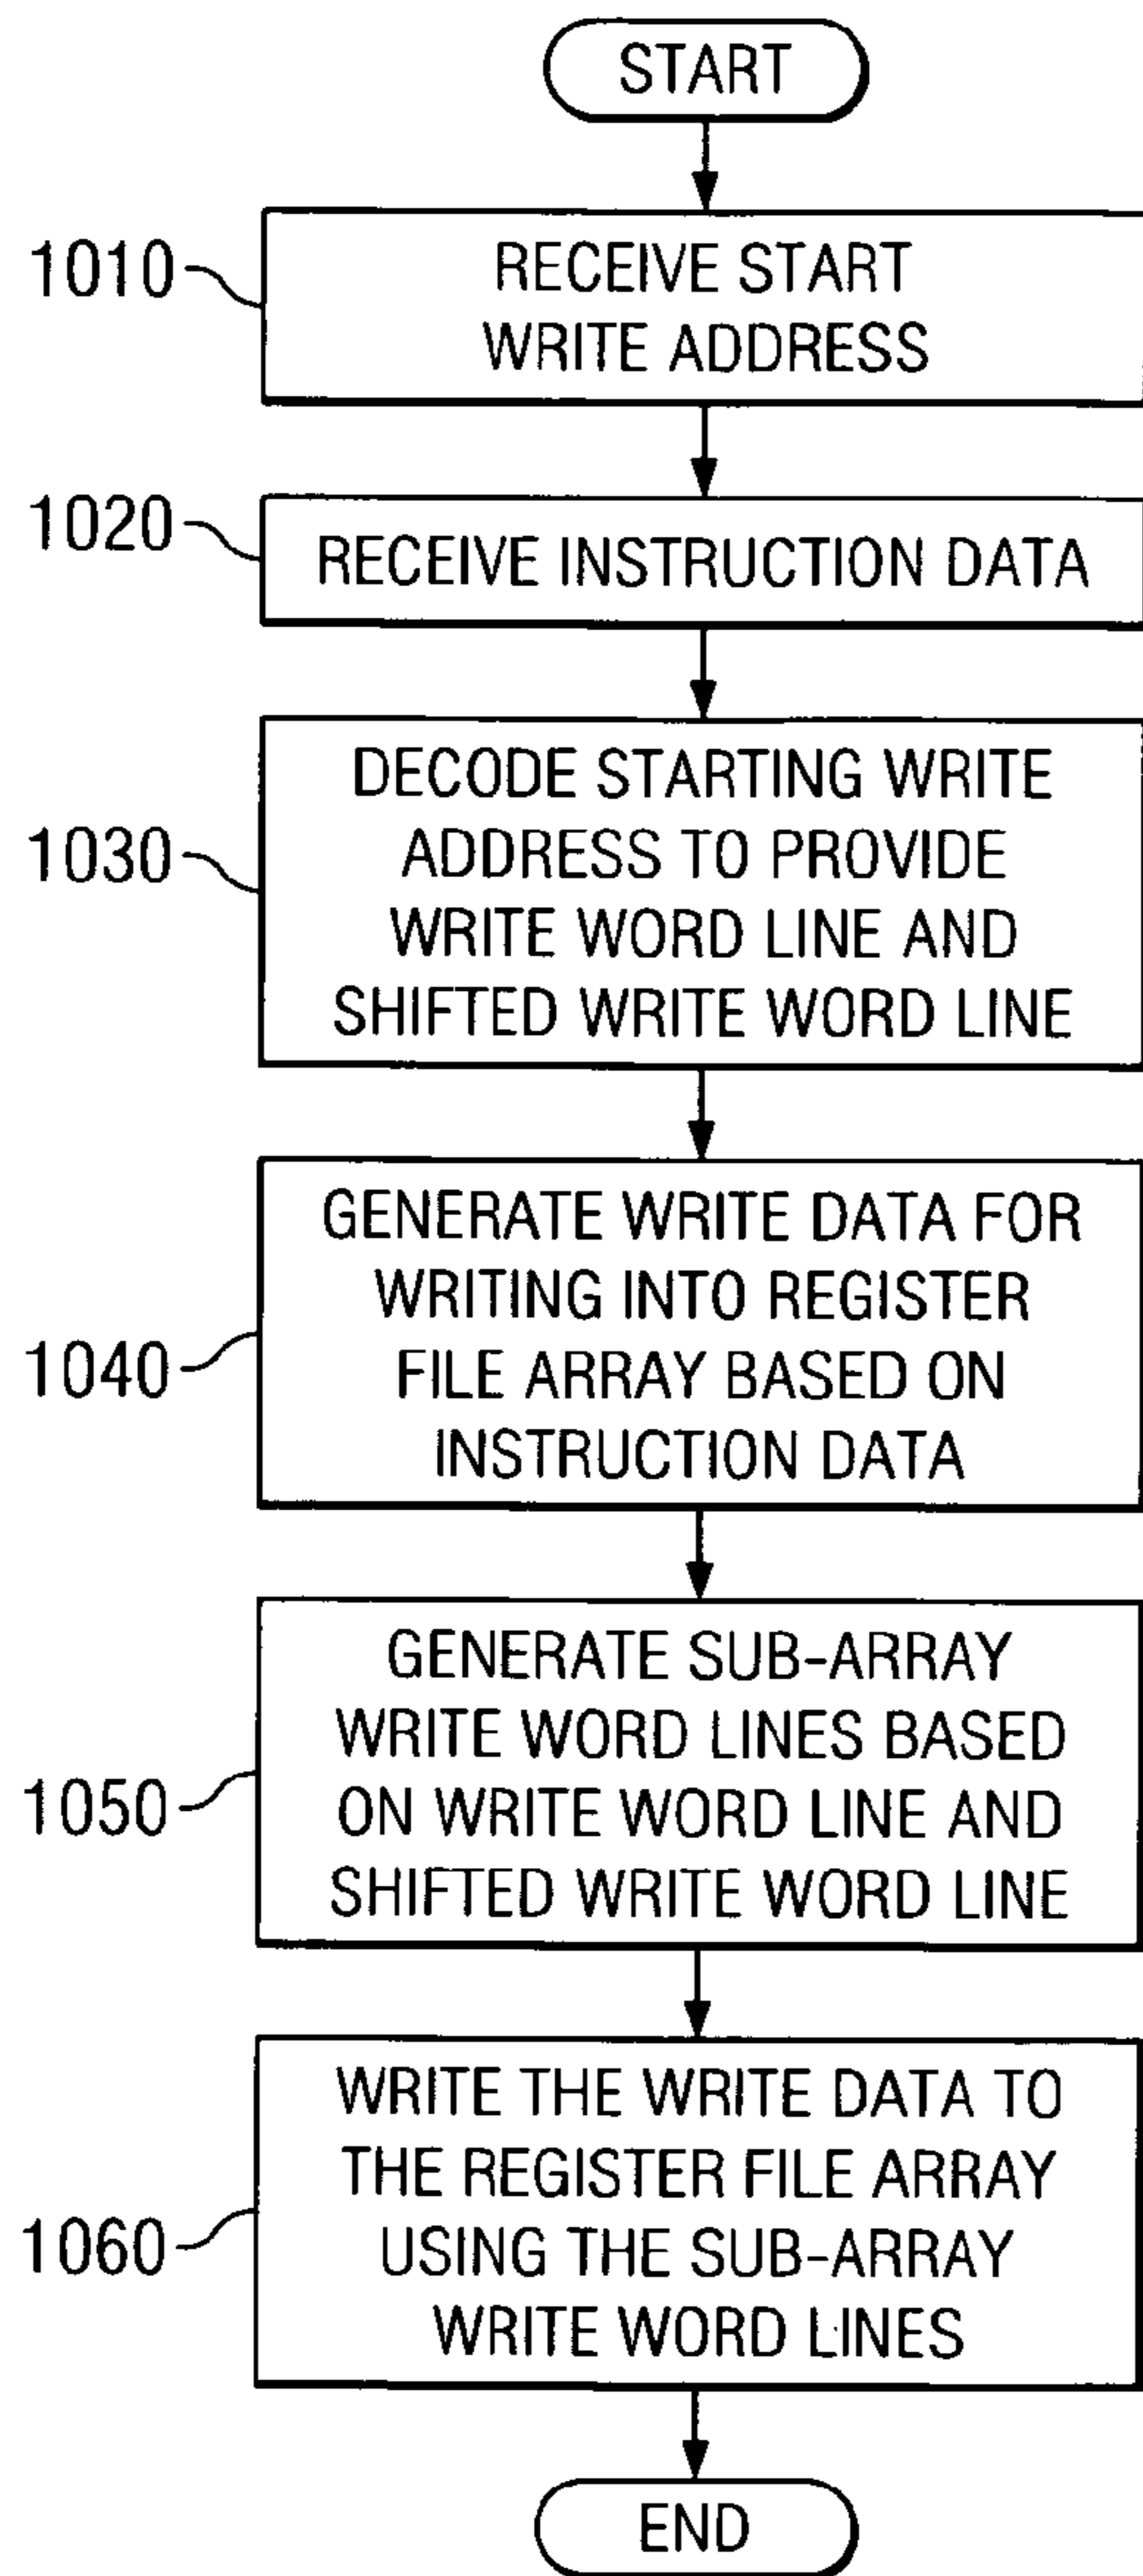 START
1010
RECEIVE START
WRITE ADDRESS
1020
RECEIVE INSTRUCTION DATA
1030
DECODE STARTING WRITE
ADDRESS TO PROVIDE
WRITE WORD LINE AND
SHIFTED WRITE WORD LINE
1040
GENERATE WRITE DATA FOR
WRITING INTO REGISTER
FILE ARRAY BASED ON
INSTRUCTION DATA
1050
GENERATE SUB-ARRAY
WRITE WORD LINES BASED
ON WRITE WORD LINE AND
SHIFTED WRITE WORD LINE
1060
WRITE THE WRITE DATA TO
THE REGISTER FILE ARRAY
USING THE SUB-ARRAY
WRITE WORD LINES
END